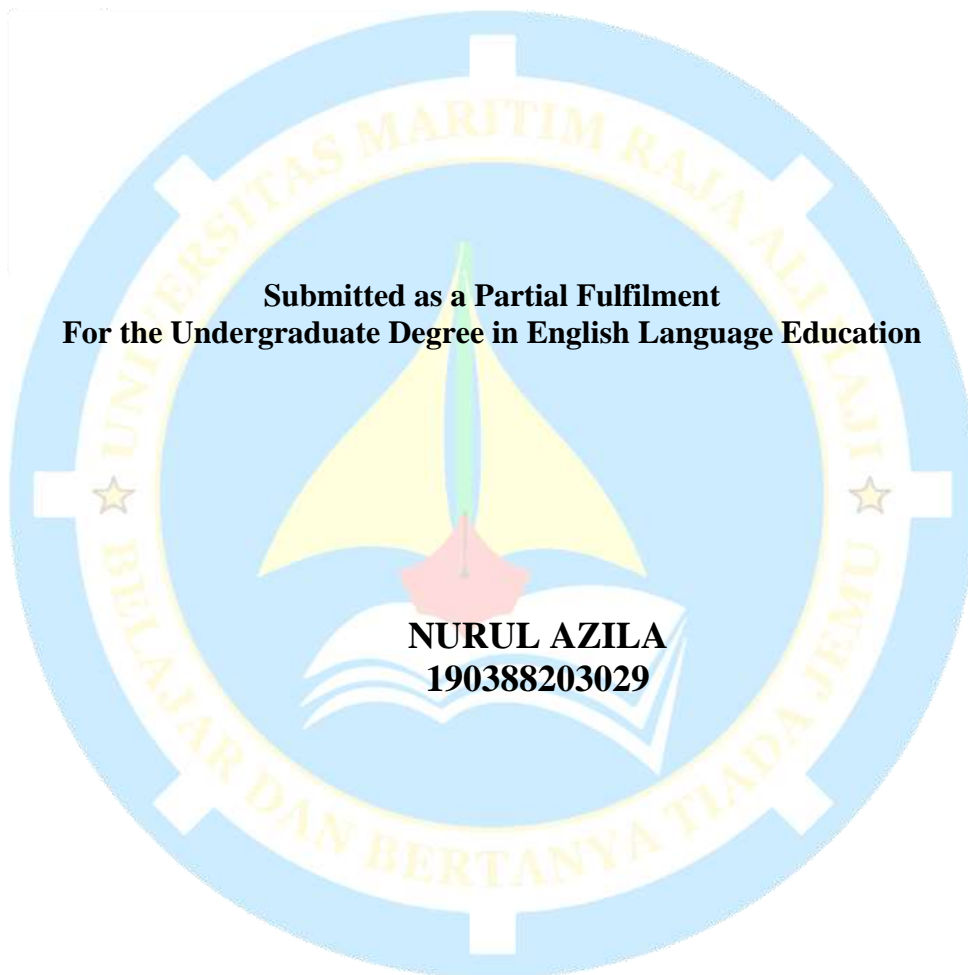 UNIVERSITAS MARITIM RAJA ALI HAJI
Submitted as a Partial Fulfilment
For the Undergraduate Degree in English Language Education
NURUL AZILA
190388203029
BELAJAR DAN BERTANYA TIADA JEMU